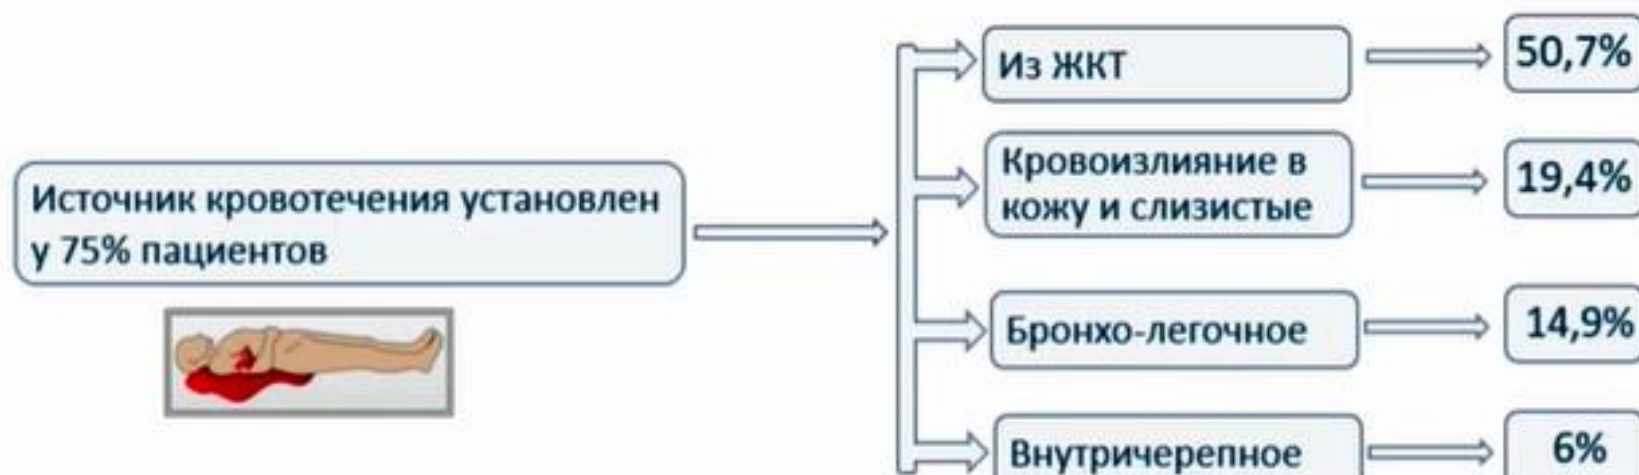 Источник кровотечения установлен
у 75% пациентов
Из ЖКТ
50,7%
Кровоизлияние в
кожу и слизистые
19,4%
Бронхо-легочное
14,9%
Внутричерепное
6%